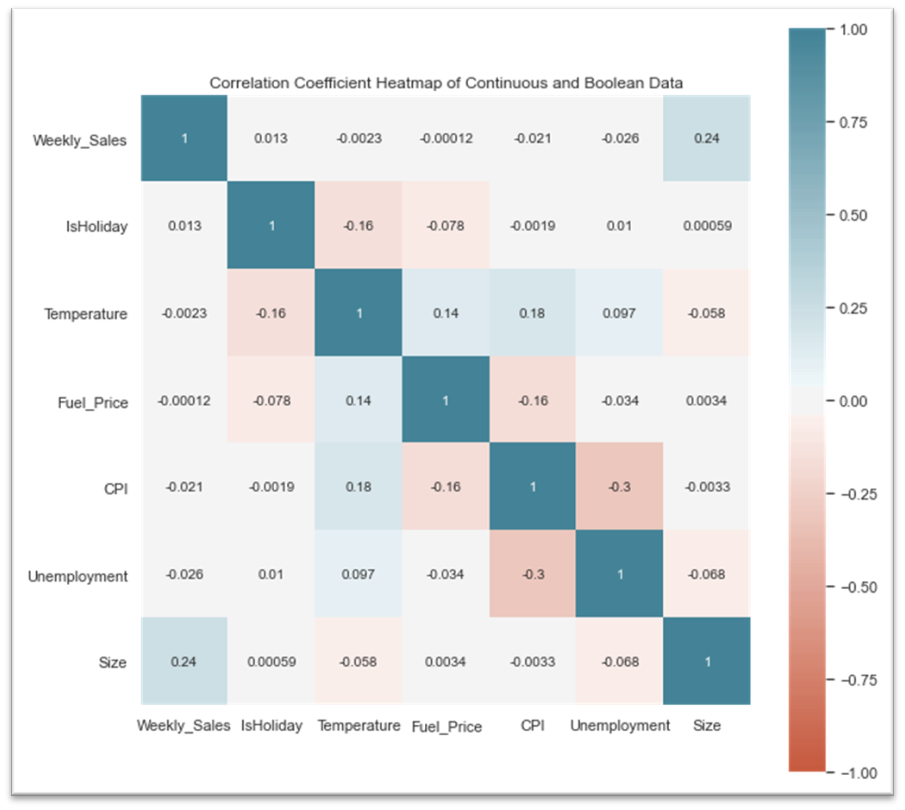 Correlation Coefficient Heatmap of Continuous and Boolean Data
Weekly_Sales 1 0.013 -0.0023 -0.00012 -0.021 -0.026 0.24
IsHoliday 0.013 1 -0.16 -0.078 -0.0019 0.01 0.00059
Temperature -0.0023 -0.16 1 0.14 0.18 0.097 -0.058
Fuel_Price -0.00012 -0.078 0.14 1 -0.16 -0.034 0.0034
CPI -0.021 -0.0019 0.18 -0.16 1 -0.3 -0.0033
Unemployment -0.026 0.01 0.097 -0.034 -0.3 1 -0.068
Size 0.24 0.00059 -0.058 0.0034 -0.0033 -0.068 1
Weekly_Sales IsHoliday Temperature Fuel_Price CPI Unemployment Size
1.00
0.75
0.50
0.25
0.00
−0.25
−0.50
−0.75
−1.00